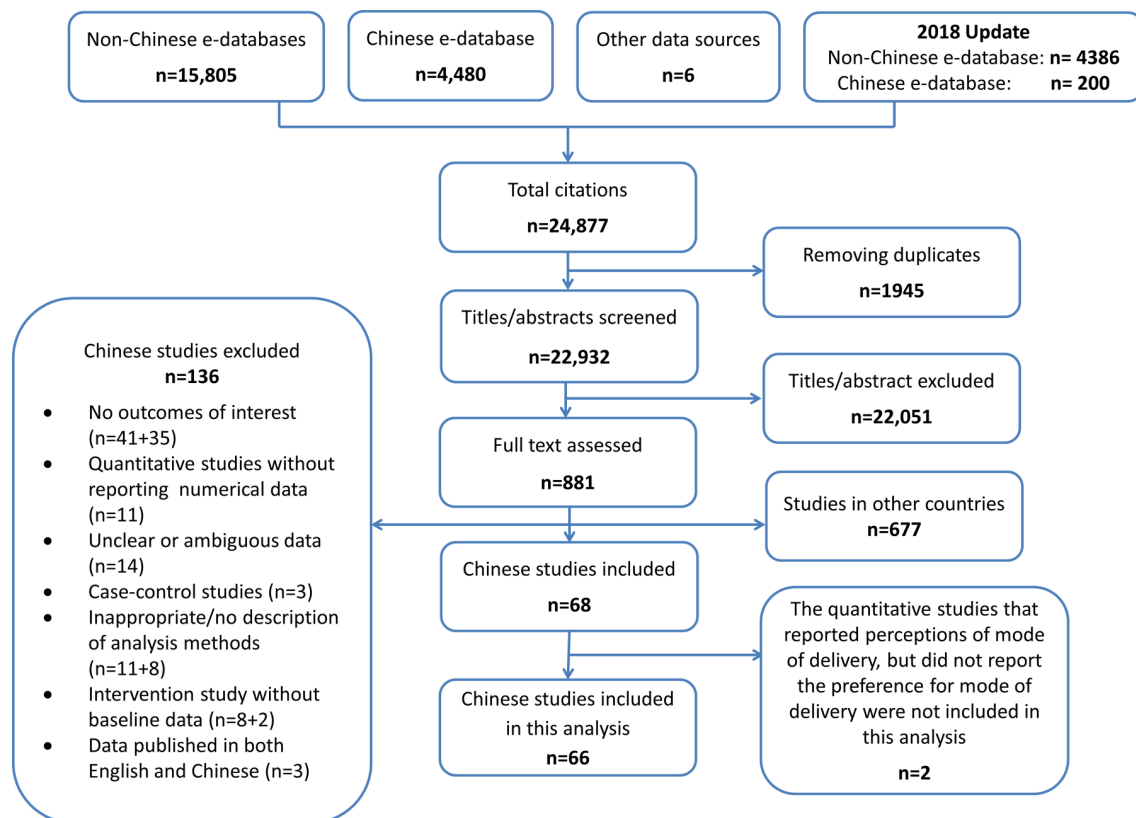 Non-Chinese e-databases
n=15,805
Chinese e-database
n=4,480
Other data sources
n=6
2018 Update
Non-Chinese e-database: n= 4386
Chinese e-database: n= 200
Total citations
n=24,877
Removing duplicates
n=1945
Titles/abstracts screened
n=22,932
Titles/abstract excluded
n=22,051
Full text assessed
n=881
Chinese studies excluded
n=136
• No outcomes of interest
(n=41+35)
• Quantitative studies without
reporting numerical data
(n=11)
• Unclear or ambiguous data
(n=14)
• Case-control studies (n=3)
• Inappropriate/no description
of analysis methods
(n=11+8)
• Intervention study without
baseline data (n=8+2)
• Data published in both
English and Chinese (n=3)
Studies in other countries
n=677
Chinese studies included
n=68
The quantitative studies that
reported perceptions of mode
of delivery, but did not report
the preference for mode of
delivery were not included in
this analysis
n=2
Chinese studies included
in this analysis
n=66